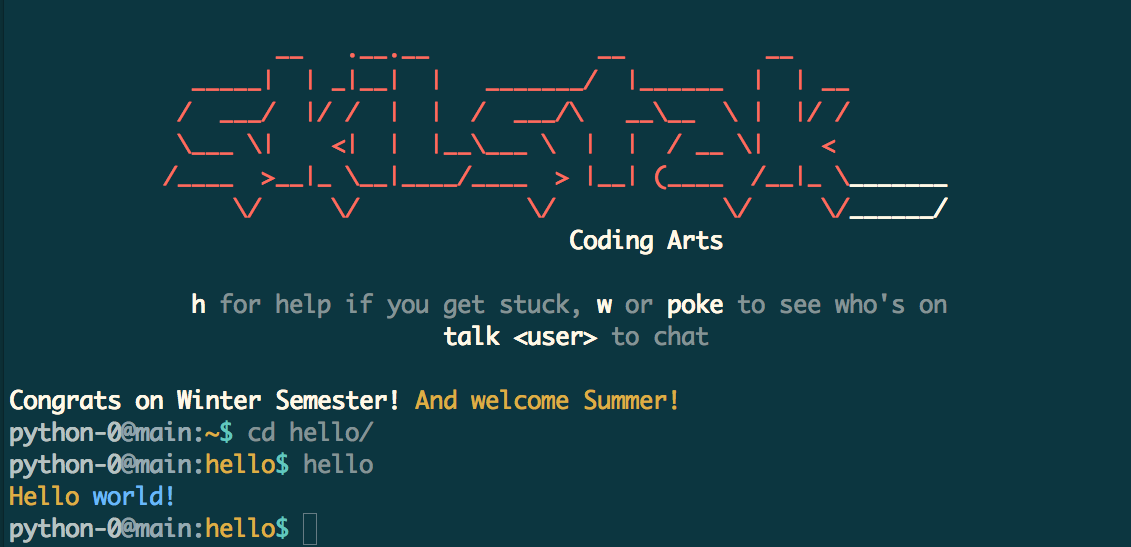 skilstak
Coding Arts
h for help if you get stuck, w or poke to see who's on
talk <user> to chat
Congrats on Winter Semester! And welcome Summer!
python-0@main:~$ cd hello/
python-0@main:hello$ hello
Hello world!
python-0@main:hello$